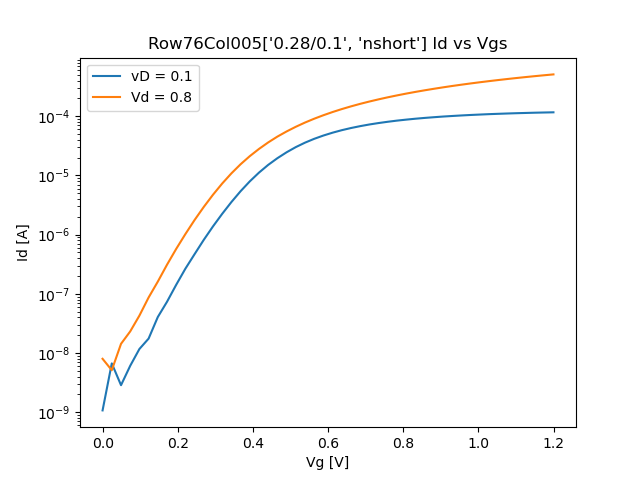 Row76Col005['0.28/0.1', 'nshort'] Id vs Vgs
vD = 0.1
Vd = 0.8
Id [A]
10⁻⁴
10⁻⁵
10⁻⁶
10⁻⁷
10⁻⁸
10⁻⁹
0.0 0.2 0.4 0.6 0.8 1.0 1.2
Vg [V]